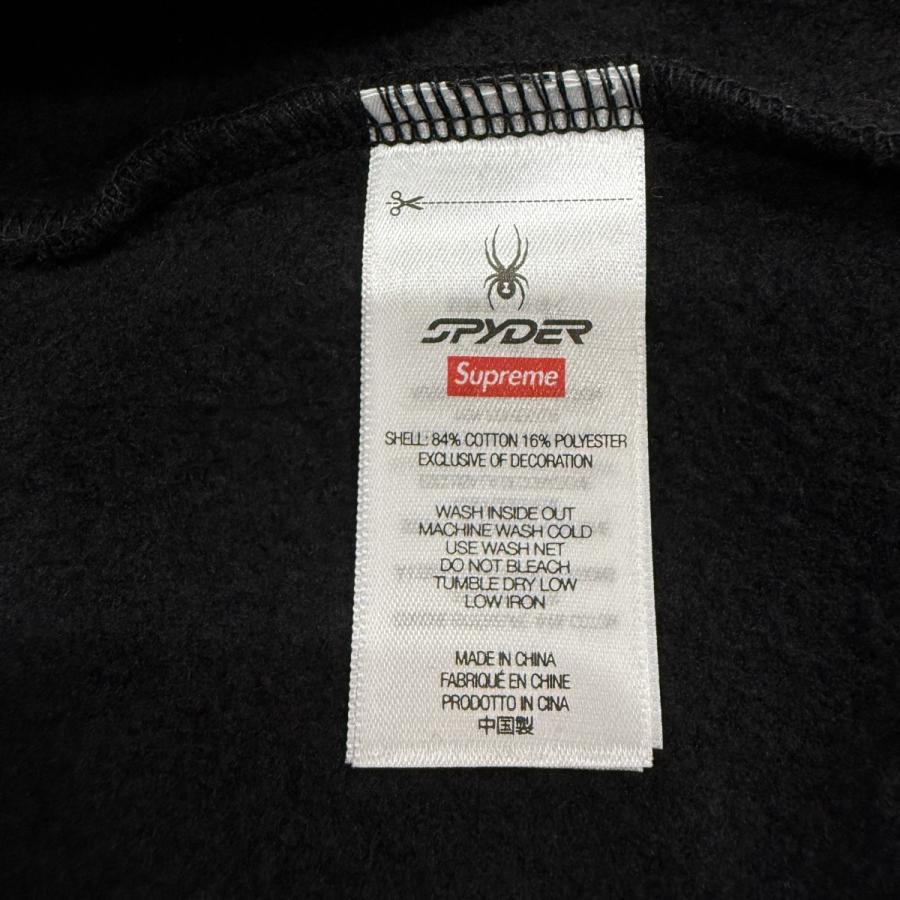 SPYDER
Supreme
SHELL: 84% COTTON 16% POLYESTER
EXCLUSIVE OF DECORATION
WASH INSIDE OUT
MACHINE WASH COLD
USE WASH NET
DO NOT BLEACH
TUMBLE DRY LOW
LOW IRON
MADE IN CHINA
FABRIQUÉ EN CHINE
PRODOTTO IN CINA
中国製